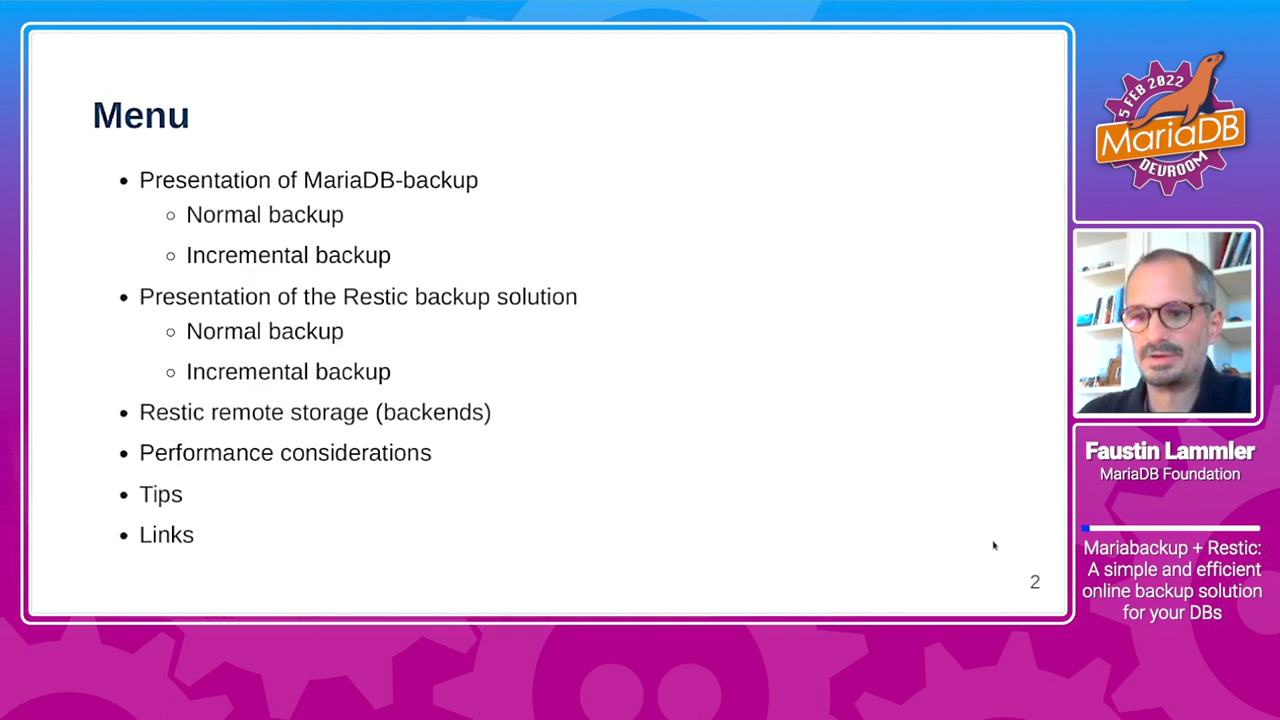 Menu
Presentation of MariaDB-backup
Normal backup
Incremental backup
Presentation of the Restic backup solution
Normal backup
Incremental backup
Restic remote storage (backends)
Performance considerations
Tips
Links
2
5 FEB 2022
MariaDB
DEVROOM
Faustin Lammler
MariaDB Foundation
Mariabackup + Restic:
A simple and efficient
online backup solution
for your DBs